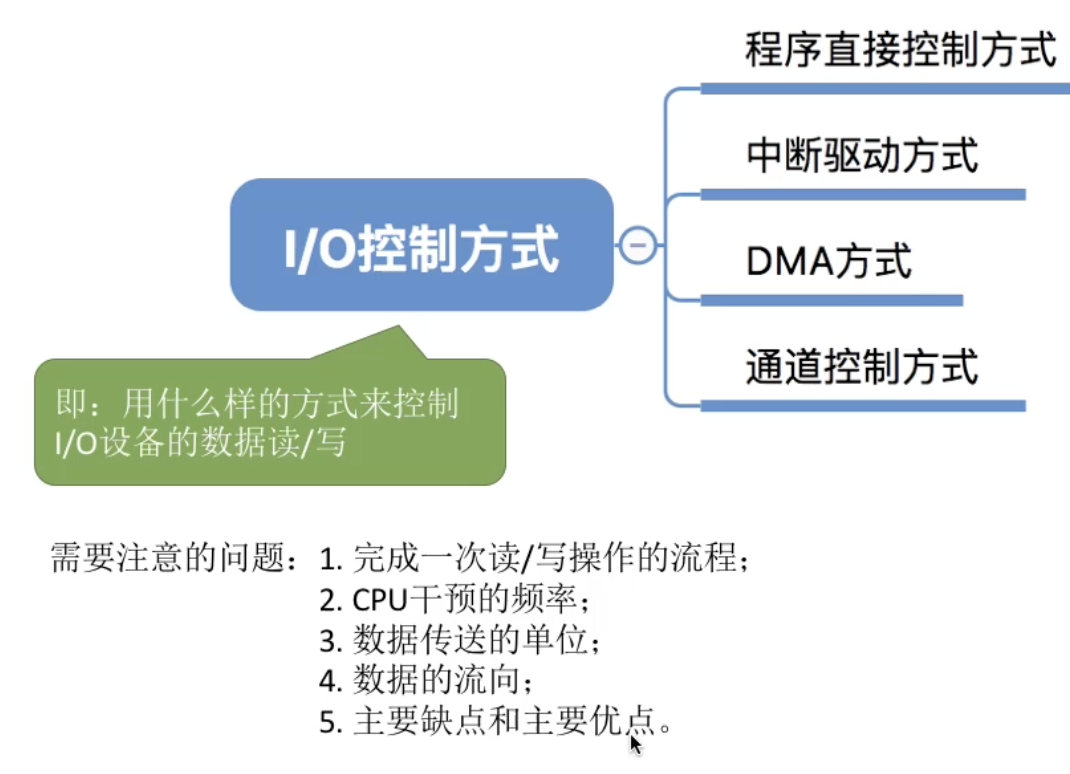 程序直接控制方式
中断驱动方式
I/O控制方式
DMA方式
通道控制方式
即：用什么样的方式来控制
I/O设备的数据读/写
需要注意的问题：1. 完成一次读/写操作的流程；
2. CPU干预的频率；
3. 数据传送的单位；
4. 数据的流向；
5. 主要缺点和主要优点。